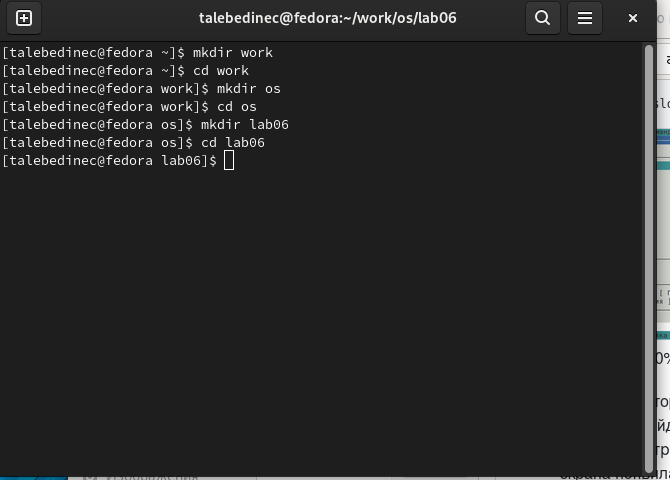 talebedinec@fedora:~/work/os/lab06
[talebedinec@fedora ~]$ mkdir work
[talebedinec@fedora ~]$ cd work
[talebedinec@fedora work]$ mkdir os
[talebedinec@fedora work]$ cd os
[talebedinec@fedora os]$ mkdir lab06
[talebedinec@fedora os]$ cd lab06
[talebedinec@fedora lab06]$